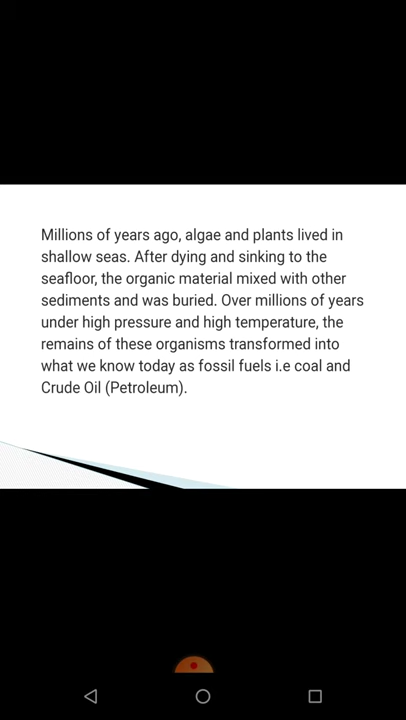 Millions of years ago, algae and plants lived in
shallow seas. After dying and sinking to the
seafloor, the organic material mixed with other
sediments and was buried. Over millions of years
under high pressure and high temperature, the
remains of these organisms transformed into
what we know today as fossil fuels i.e coal and
Crude Oil (Petroleum).